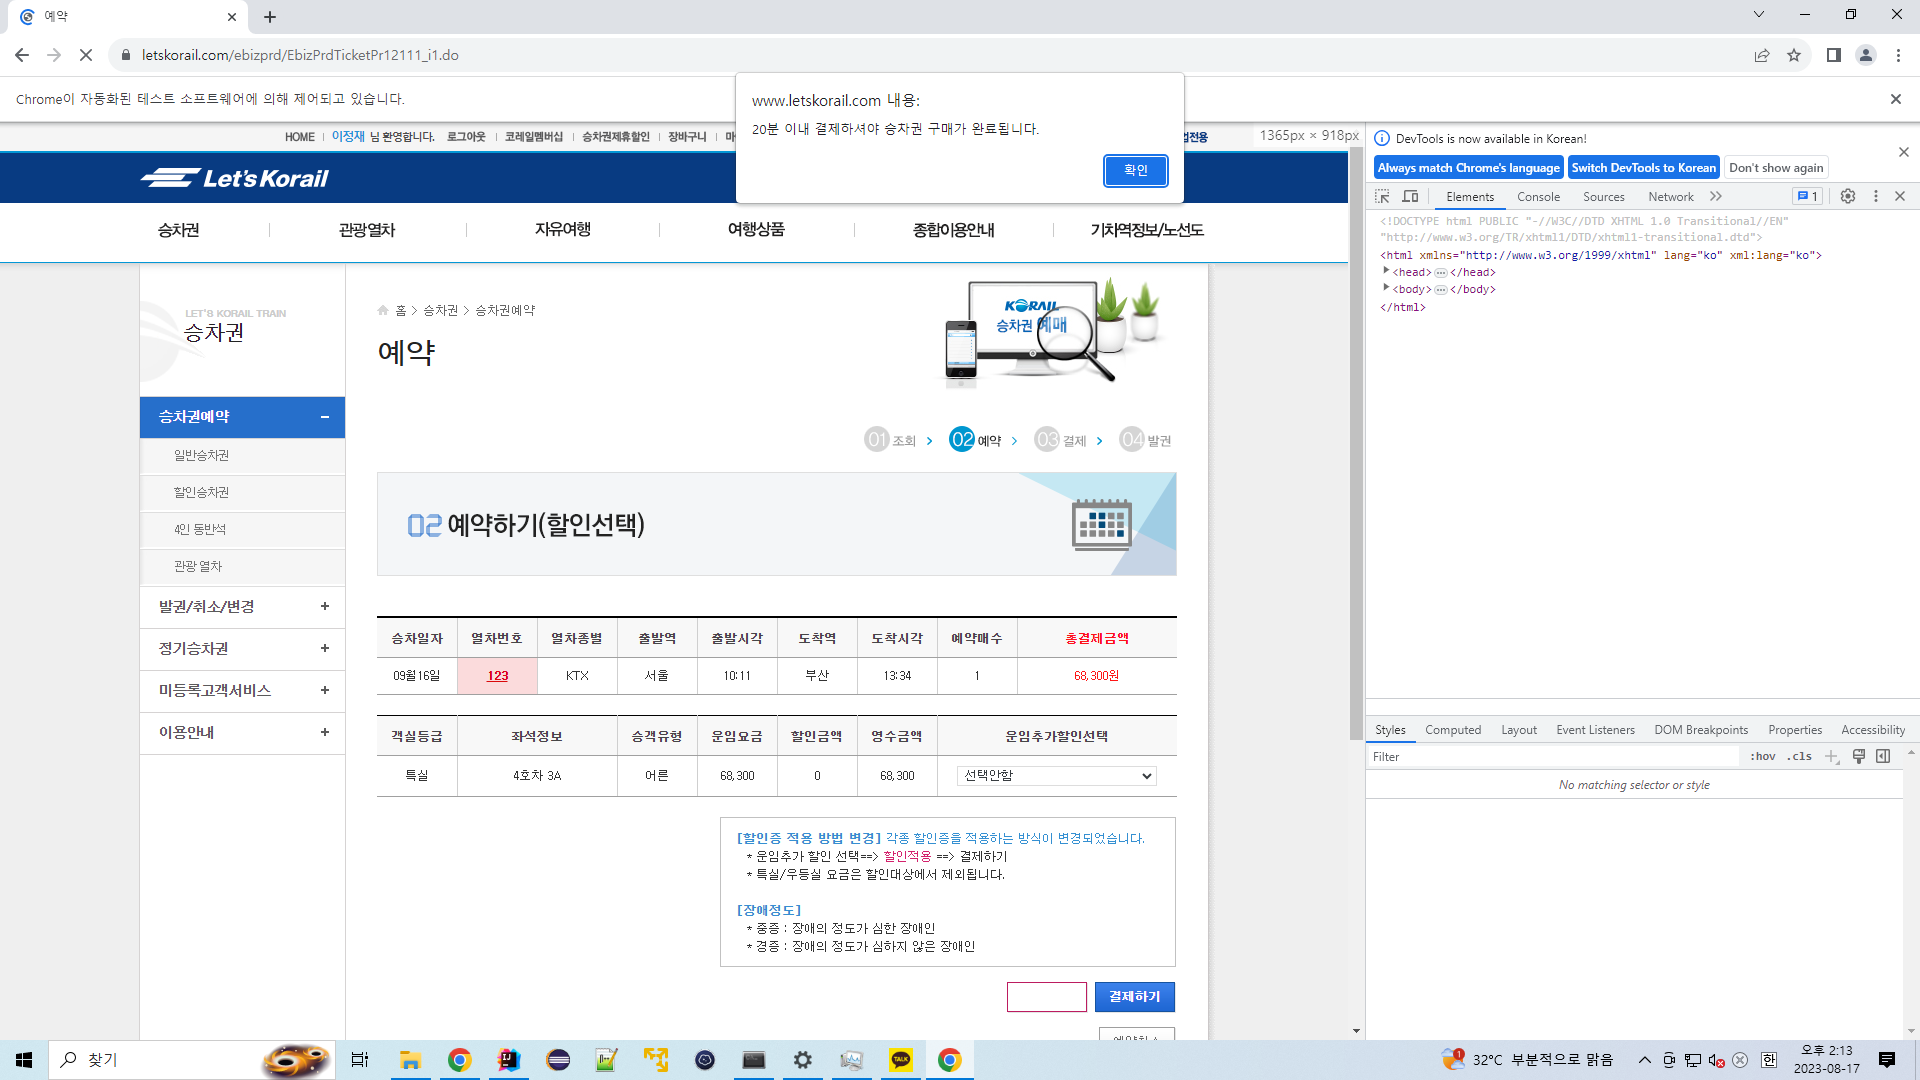 예약
letskorail.com/ebizprd/EbizPrdTicketPr12111_i1.do
Chrome이 자동화된 테스트 소프트웨어에 의해 제어되고 있습니다.
www.letskorail.com 내용:
20분 이내 결제하셔야 승차권 구매가 완료됩니다.
확인
HOME 이정재 님 환영합니다. 로그아웃 코레일멤버십 승차권제휴할인 장바구니
전용
1365px × 918px
Let's Korail
승차권 관광열차 자유여행 여행상품 종합이용안내 기차역정보/노선도
LET'S KORAIL TRAIN
승차권
승차권예약
일반승차권
할인승차권
4인 동반석
관광 열차
발권/취소/변경
정기승차권
미등록고객서비스
이용안내
홈 > 승차권 > 승차권예약
예약
KORAIL
승차권 예매
01 조회 02 예약 03 결제 04 발권
02 예약하기(할인선택)
승차일자 열차번호 열차종별 출발역 출발시각 도착역 도착시각 예약매수 총결제금액
09월16일 123 KTX 서울 10:11 부산 13:34 1 68,300원
객실등급 좌석정보 승객유형 운임요금 할인금액 영수금액 운임추가할인선택
특실 4호차 3A 어른 68,300 0 68,300 선택안함
[할인증 적용 방법 변경] 각종 할인증을 적용하는 방식이 변경되었습니다.
* 운임추가 할인 선택==> 할인적용 ==> 결제하기
* 특실/우등실 요금은 할인대상에서 제외됩니다.
[장애정도]
* 중증 : 장애의 정도가 심한 장애인
* 경증 : 장애의 정도가 심하지 않은 장애인
결제하기
DevTools is now available in Korean!
Always match Chrome's language Switch DevTools to Korean Don't show again
Elements Console Sources Network 1
<!DOCTYPE html PUBLIC "-//W3C//DTD XHTML 1.0 Transitional//EN"
"http://www.w3.org/TR/xhtml1/DTD/xhtml1-transitional.dtd">
<html xmlns="http://www.w3.org/1999/xhtml" lang="ko" xml:lang="ko">
<head>…</head>
<body>…</body>
</html>
Styles Computed Layout Event Listeners DOM Breakpoints Properties Accessibility
Filter :hov .cls
No matching selector or style
찾기
TALK
1 32°C 부분적으로 맑음
한
오후 2:13
2023-08-17